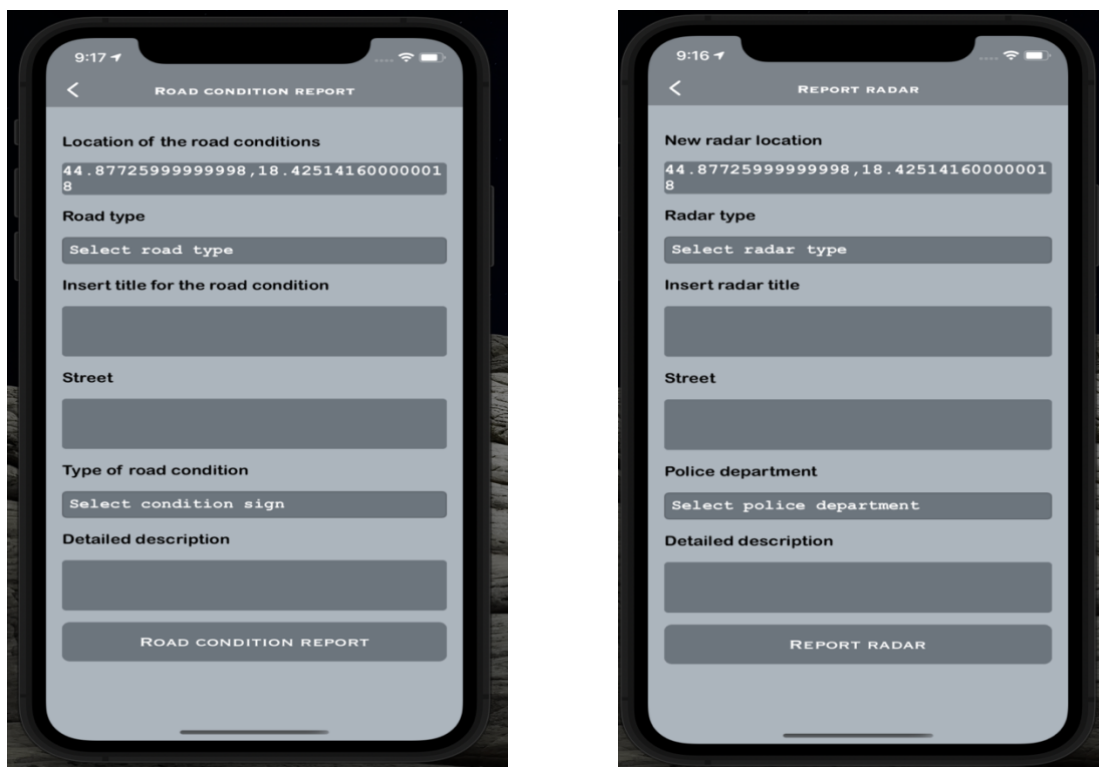 9:17
ROAD CONDITION REPORT
Location of the road conditions
44.87725999999998,18.42514160000001
8
Road type
Select road type
Insert title for the road condition
Street
Type of road condition
Select condition sign
Detailed description
ROAD CONDITION REPORT
9:16
REPORT RADAR
New radar location
44.87725999999998,18.42514160000001
8
Radar type
Select radar type
Insert radar title
Street
Police department
Select police department
Detailed description
REPORT RADAR